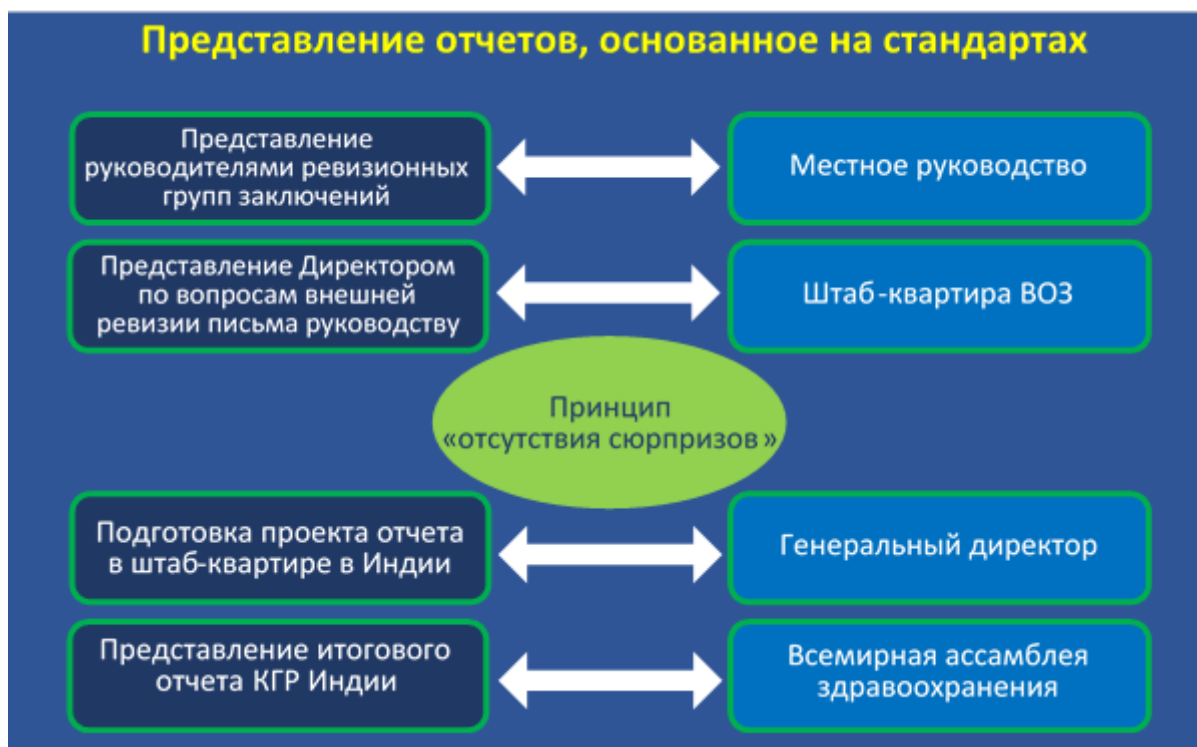 Представление отчетов, основанное на стандартах
Представление
руководителями ревизионных
групп заключений
Местное руководство
Представление Директором
по вопросам внешней
ревизии письма руководству
Штаб-квартира ВОЗ
Принцип
«отсутствия сюрпризов»
Подготовка проекта отчета
в штаб-квартире в Индии
Генеральный директор
Представление итогового
отчета КГР Индии
Всемирная ассамблея
здравоохранения